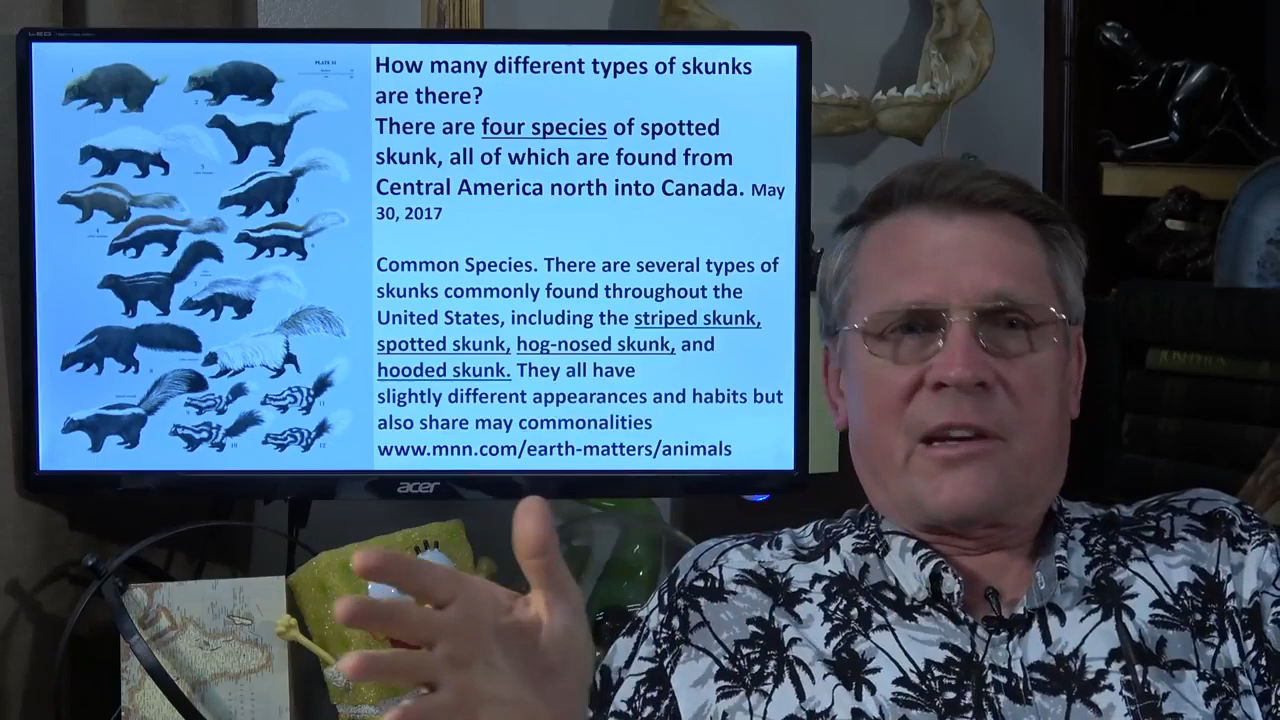 PLATE 31
How many different types of skunks
are there?
There are four species of spotted
skunk, all of which are found from
Central America north into Canada. May
30, 2017
Common Species. There are several types of
skunks commonly found throughout the
United States, including the striped skunk,
spotted skunk, hog-nosed skunk, and
hooded skunk. They all have
slightly different appearances and habits but
also share may commonalities
www.mnn.com/earth-matters/animals
acer